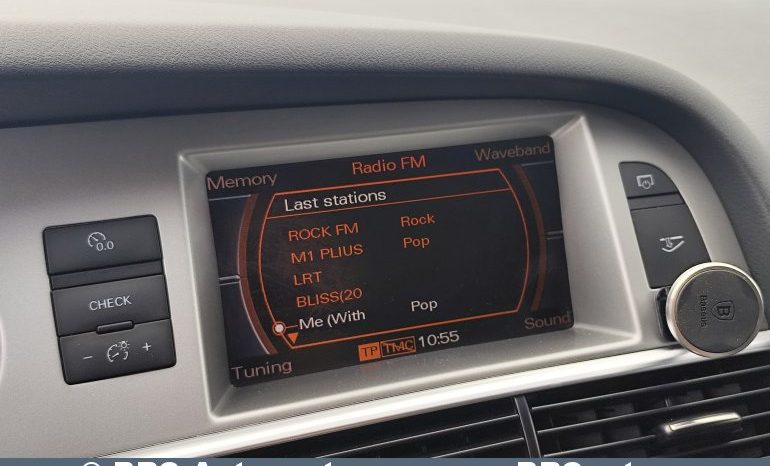 Memory
Radio FM
Waveband
Last stations
ROCK FM Rock
M1 PLIUS Pop
LRT
BLISS(20
Me (With Pop
TP TMC 10:55
Tuning
Sound
0.0
CHECK
- +
Baseus
B